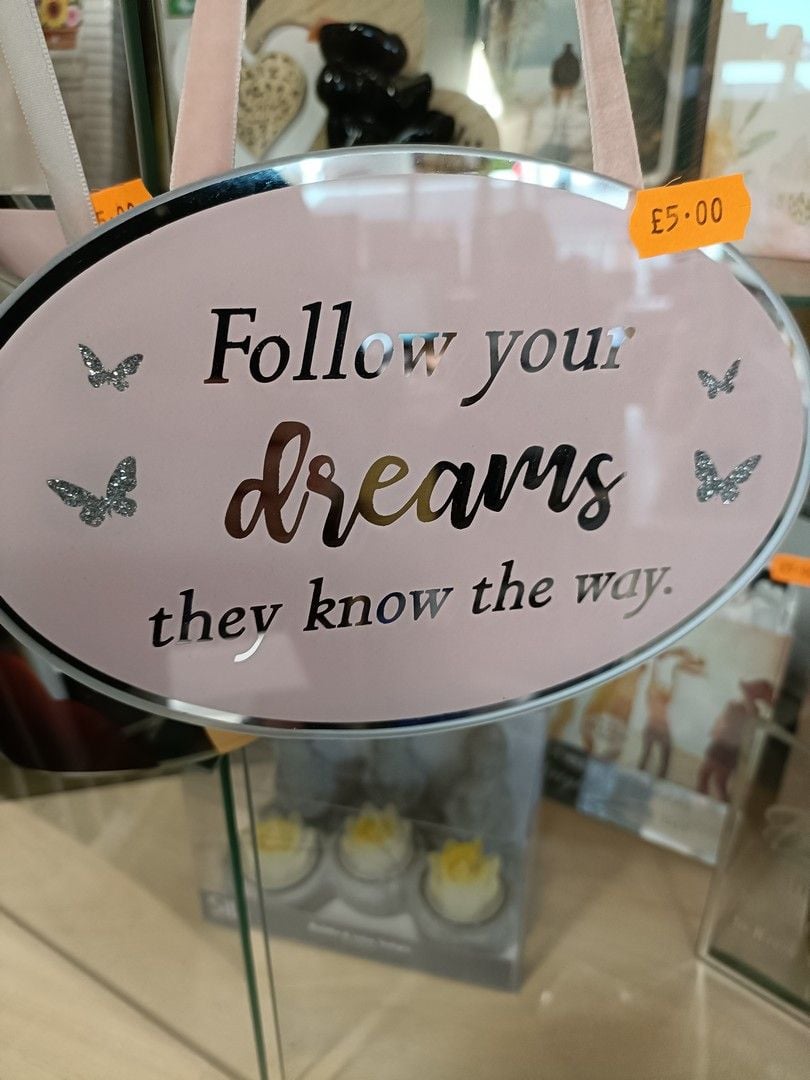 £5.00
Follow your
dreams
they know the way.